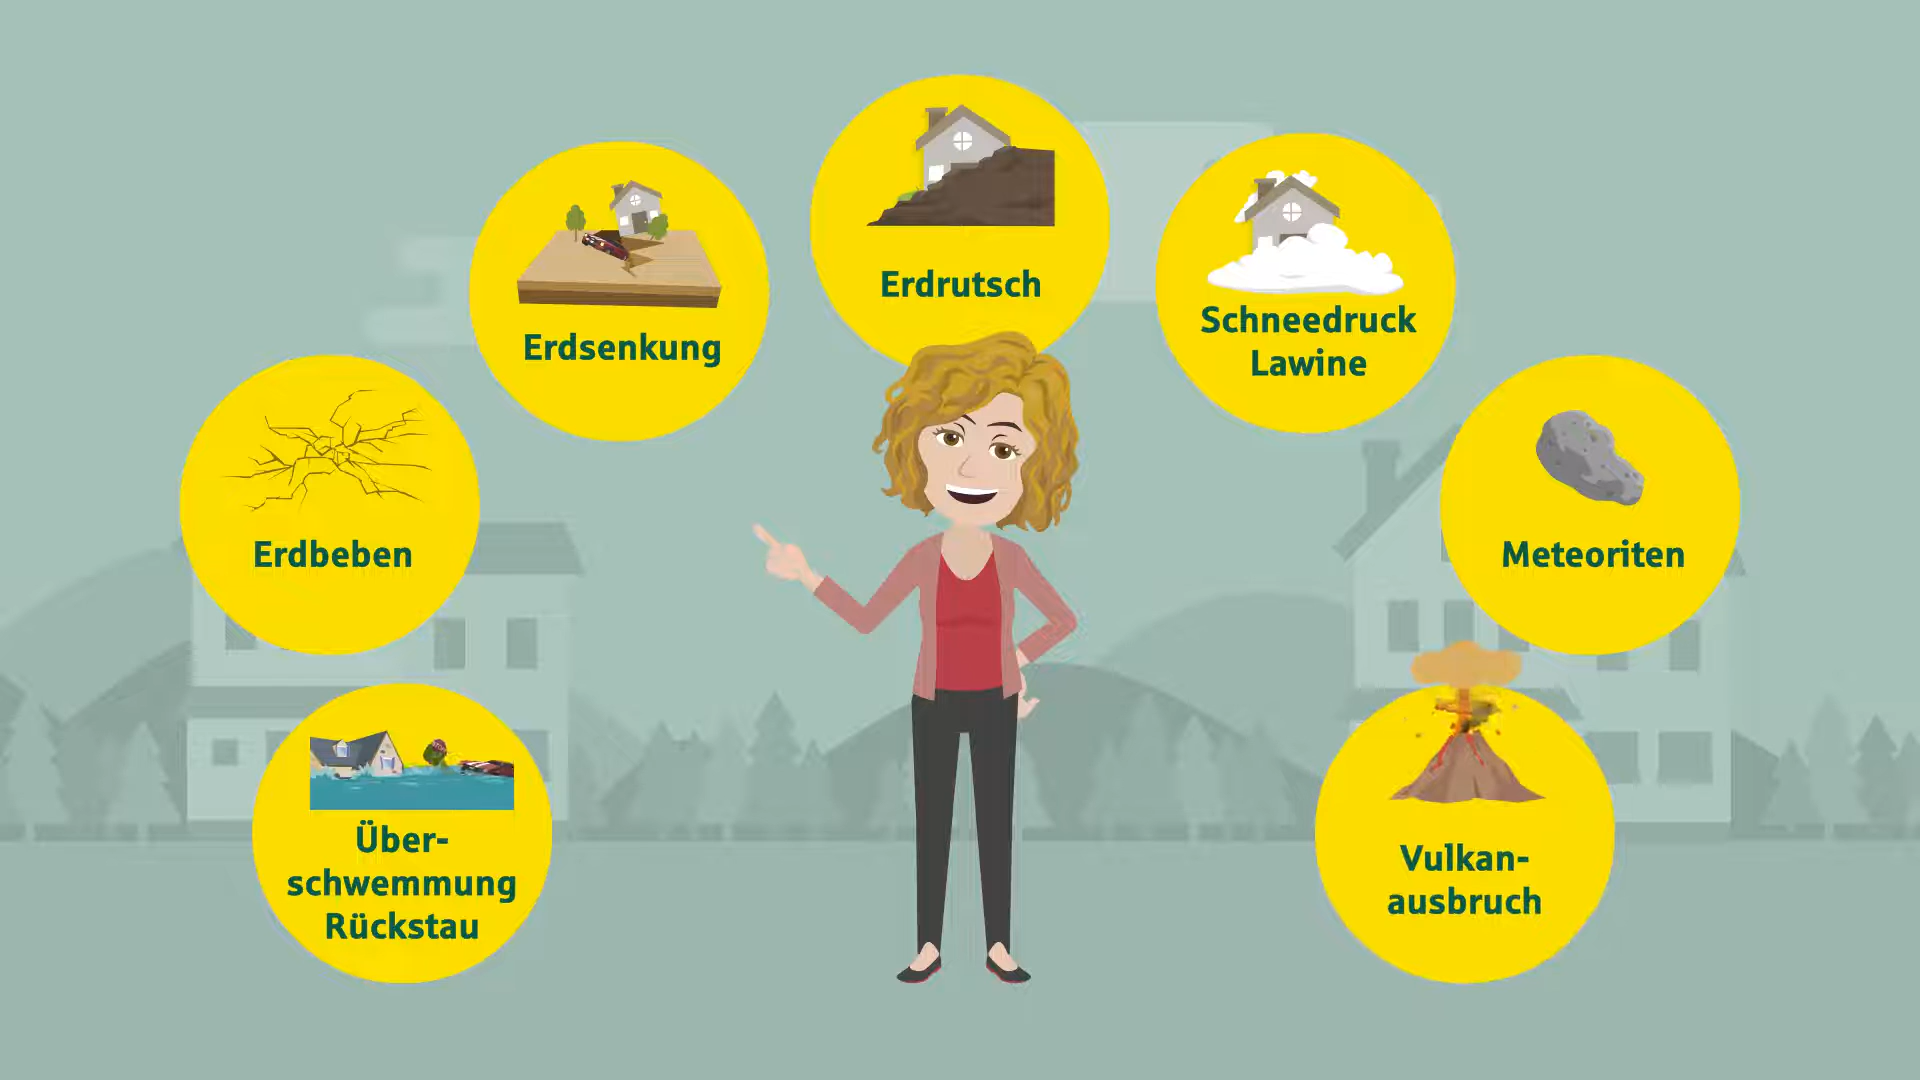 Erdrutsch
Schneedruck
Lawine
Erdsenkung
Erdbeben
Meteoriten
Über-
schwemmung
Rückstau
Vulkan-
ausbruch